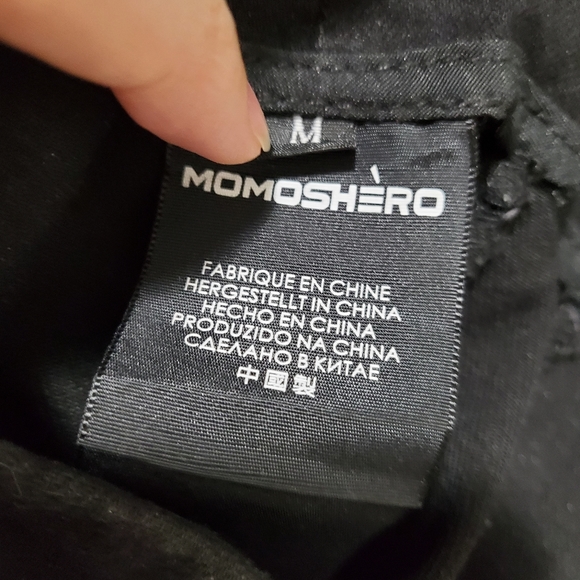 M
MOMOSHÈRO
FABRIQUE EN CHINE
HERGESTELLT IN CHINA
HECHO EN CHINA
PRODUZIDO NA CHINA
СДЕЛАНО В КИТАЕ
中國製